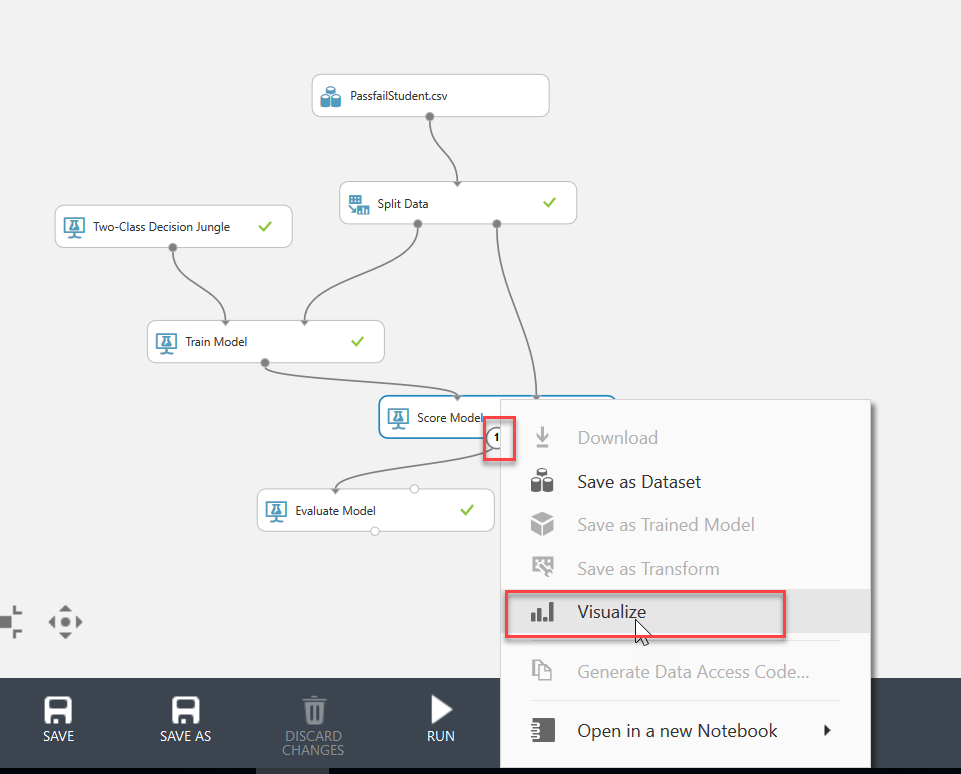 PassfailStudent.csv
Split Data
Two-Class Decision Jungle
Train Model
Score Model
1
Evaluate Model
Download
Save as Dataset
Save as Trained Model
Save as Transform
Visualize
Generate Data Access Code...
Open in a new Notebook
SAVE
SAVE AS
DISCARD
CHANGES
RUN